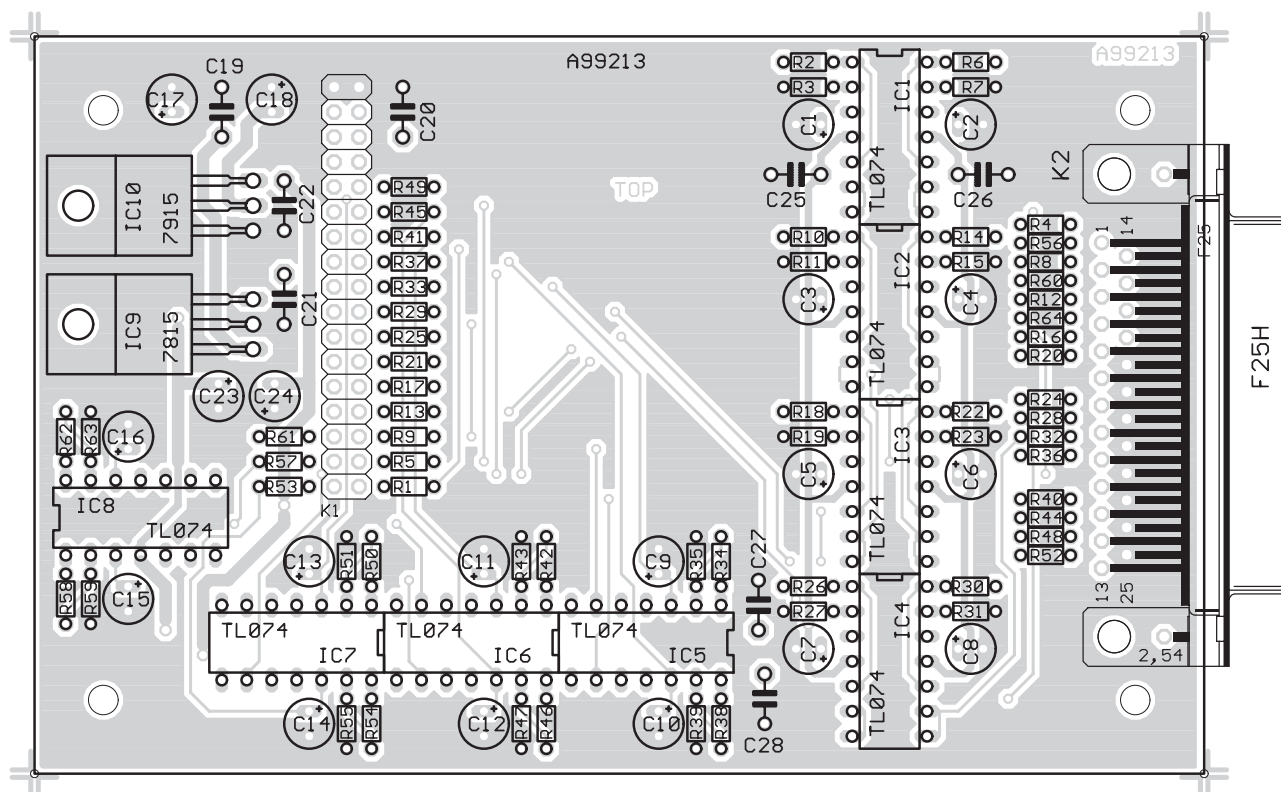 A99213
A99213
C19
C17
C18
C20
R2
R3
R6
R7
IC1
C1
C2
TL074
K2
IC10
7915
C22
TOP
C25
C26
R49
R45
R41
R37
R33
R29
R25
R21
R17
R13
R9
R5
R1
K1
R10
R11
R14
R15
IC2
C3
C4
TL074
R4
R56
R8
R60
R12
R64
R16
R20
R24
R28
R32
R36
R40
R44
R48
R52
1
14
13
25
F25
F25H
2,54
IC9
7815
C21
C23
C24
R62
R63
C16
R61
R57
R53
IC8
TL074
R58
R59
C15
R18
R19
R22
R23
IC3
C5
C6
TL074
C13
R51
R50
C11
R43
R42
C9
R35
R34
C27
TL074
IC7
TL074
IC6
TL074
IC5
C14
R55
R54
C12
R47
R46
C10
R39
R38
C28
R26
R27
R30
R31
IC4
C7
C8
TL074